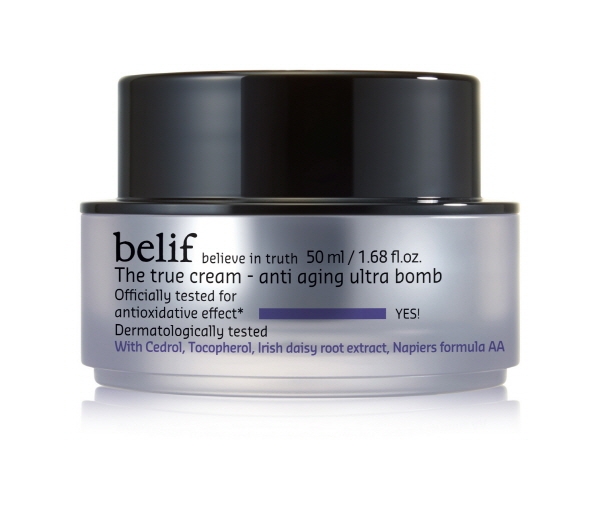 belif believe in truth 50 ml / 1.68 fl.oz.
The true cream - anti aging ultra bomb
Officially tested for
antioxidative effect* YES!
Dermatologically tested
With Cedrol, Tocopherol, Irish daisy root extract, Napiers formula AA